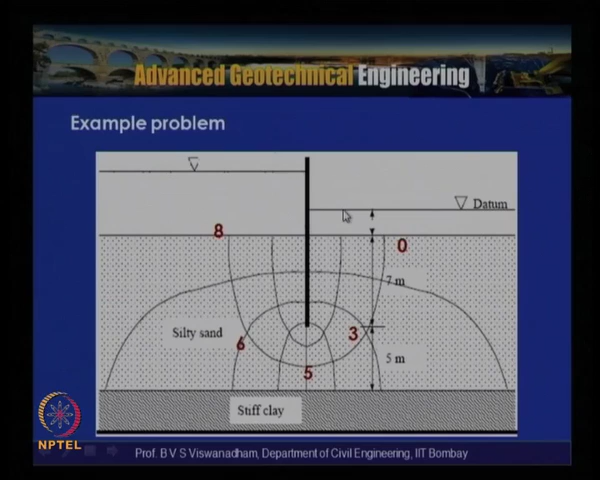 Advanced Geotechnical Engineering
Example problem
Datum
8
0
7 m
Silty sand
6
3
5
5 m
Stiff clay
NPTEL
Prof. B V S Viswanadham, Department of Civil Engineering, IIT Bombay